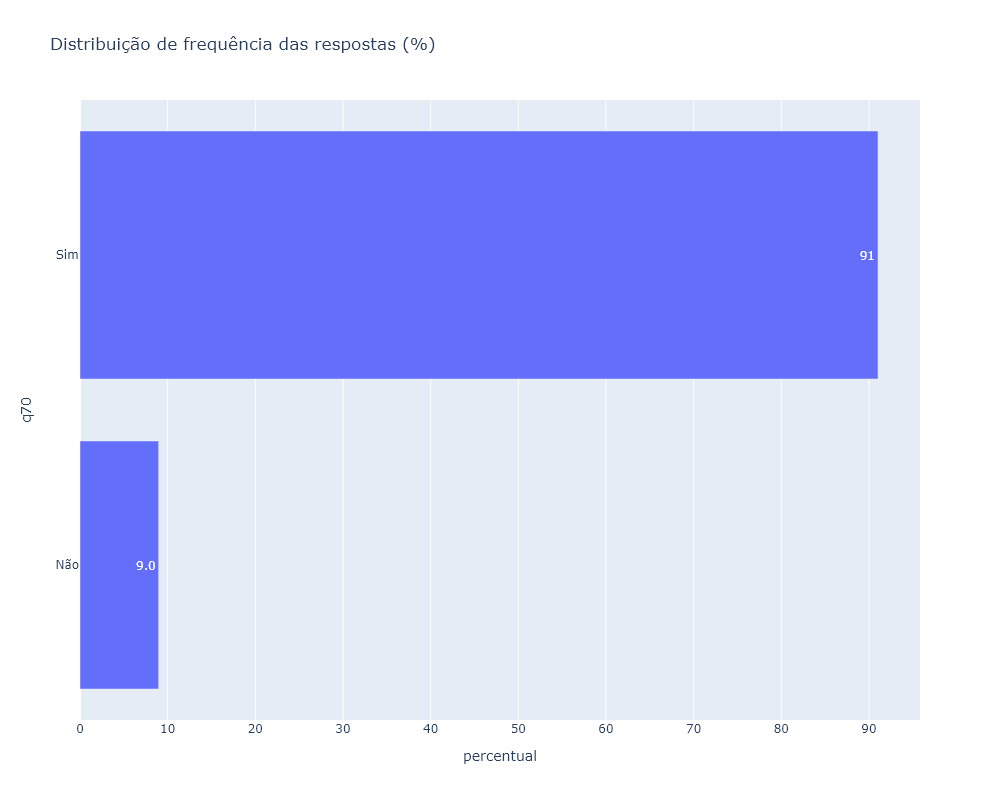 Distribuição de frequência das respostas (%)
Sim
91
q70
Não
9.0
0 10 20 30 40 50 60 70 80 90
percentual